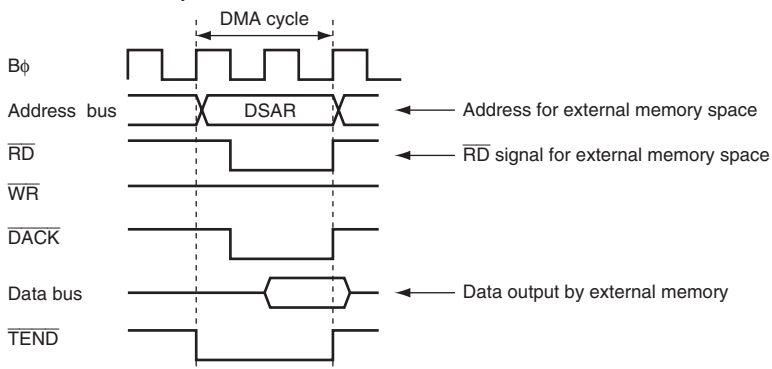 DMA cycle
Bφ
Address bus DSAR Address for external memory space
RD RD signal for external memory space
WR
DACK
Data bus Data output by external memory
TEND